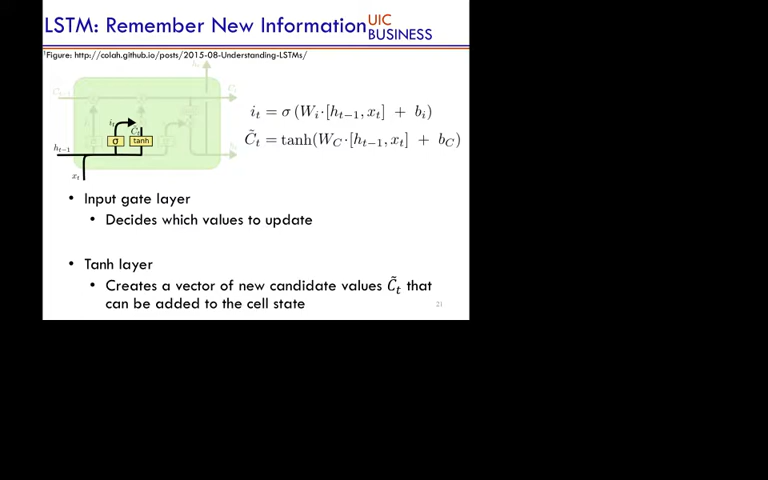 LSTM: Remember New Information
UIC
BUSINESS
¹Figure: http://colah.github.io/posts/2015-08-Understanding-LSTMs/
i_t = σ (W_i·[h_{t−1}, x_t] + b_i)
C̃_t = tanh(W_C·[h_{t−1}, x_t] + b_C)
i_t
C̃_t
σ
tanh
h_{t−1}
x_t
• Input gate layer
• Decides which values to update
• Tanh layer
• Creates a vector of new candidate values C̃_t that
can be added to the cell state
21